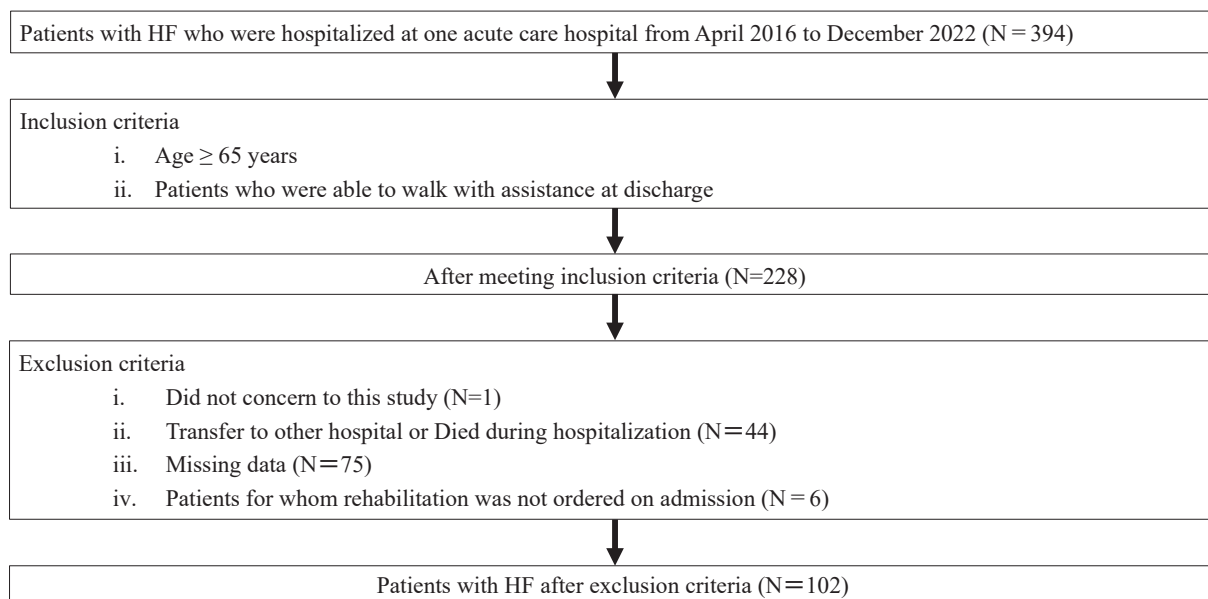 Patients with HF who were hospitalized at one acute care hospital from April 2016 to December 2022 (N = 394)
Inclusion criteria
i. Age ≥ 65 years
ii. Patients who were able to walk with assistance at discharge
After meeting inclusion criteria (N=228)
Exclusion criteria
i. Did not concern to this study (N=1)
ii. Transfer to other hospital or Died during hospitalization (N＝44)
iii. Missing data (N＝75)
iv. Patients for whom rehabilitation was not ordered on admission (N = 6)
Patients with HF after exclusion criteria (N＝102)